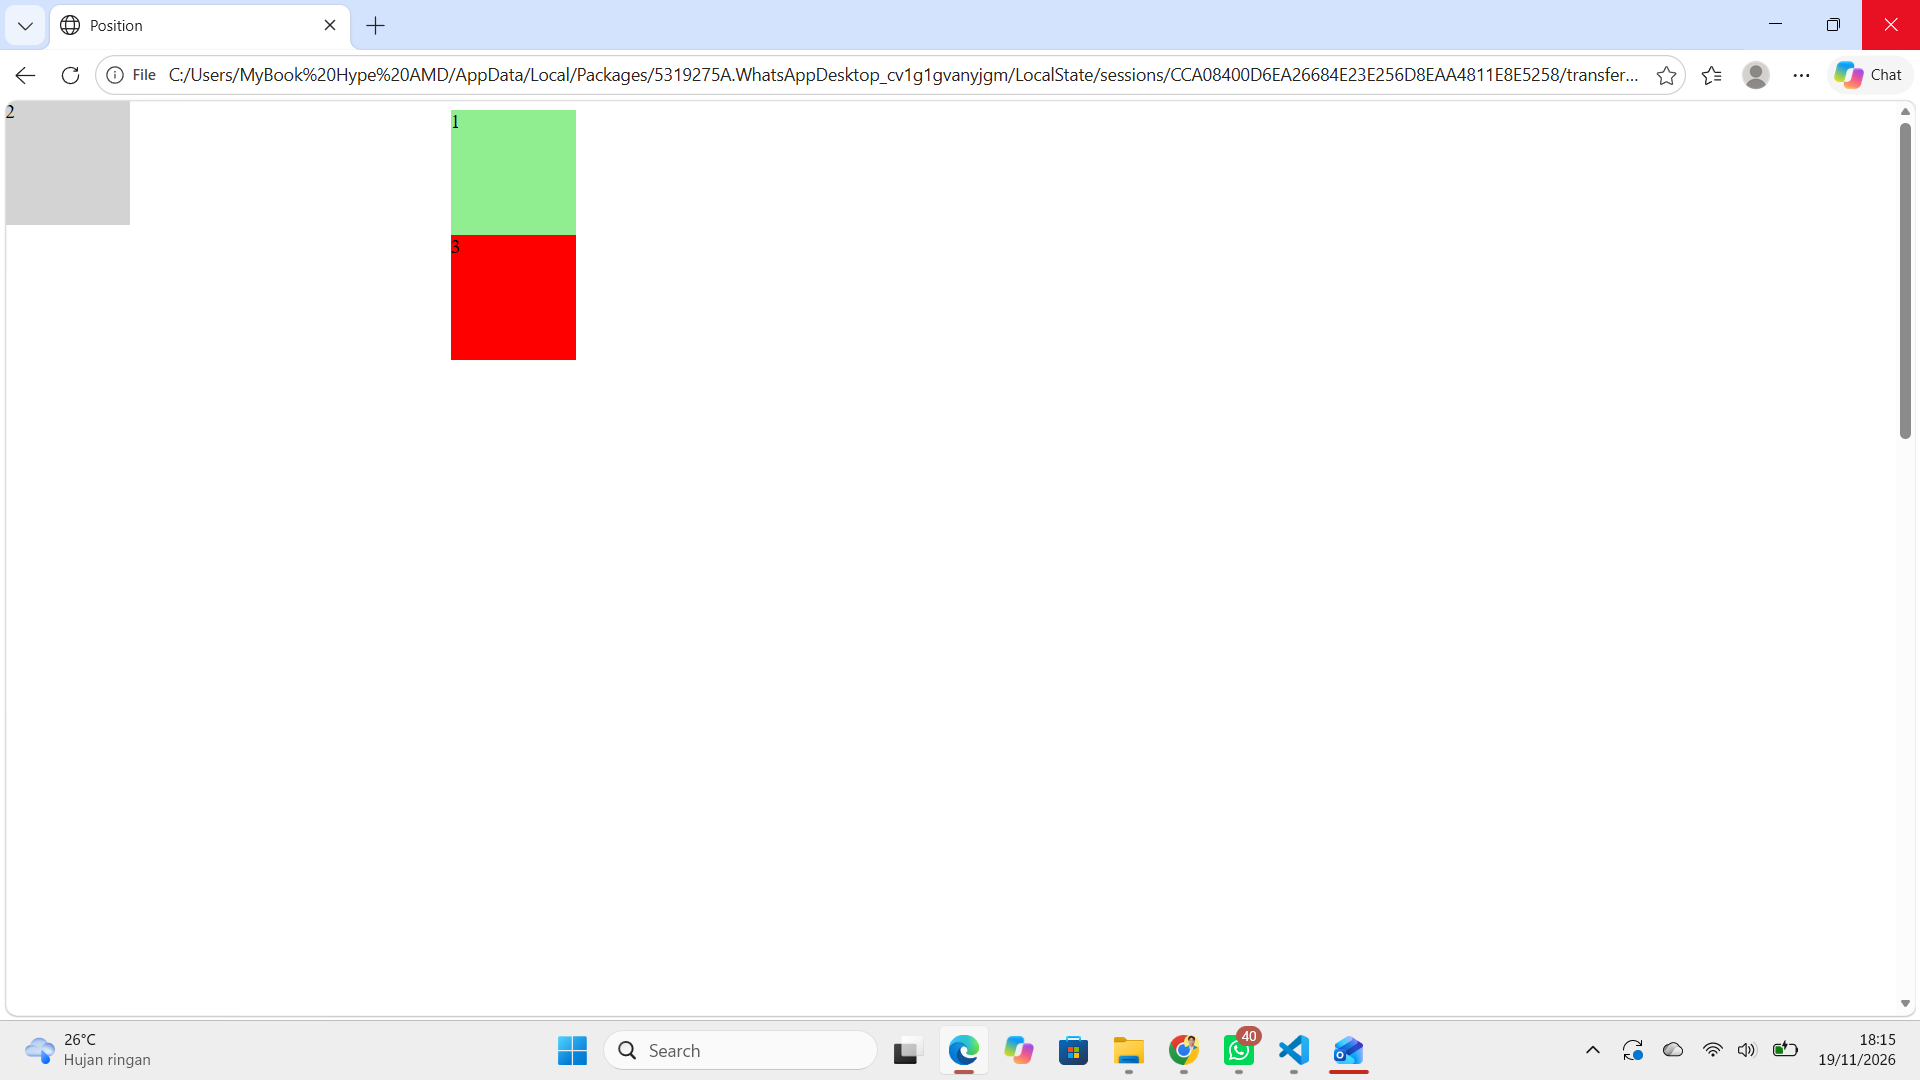 Position
File C:/Users/MyBook%20Hype%20AMD/AppData/Local/Packages/5319275A.WhatsAppDesktop_cv1g1gvanyjgm/LocalState/sessions/CCA08400D6EA26684E23E256D8EAA4811E8E5258/transfer... Chat
2
1
3
26°C
Hujan ringan
Search
40
18:15
19/11/2026